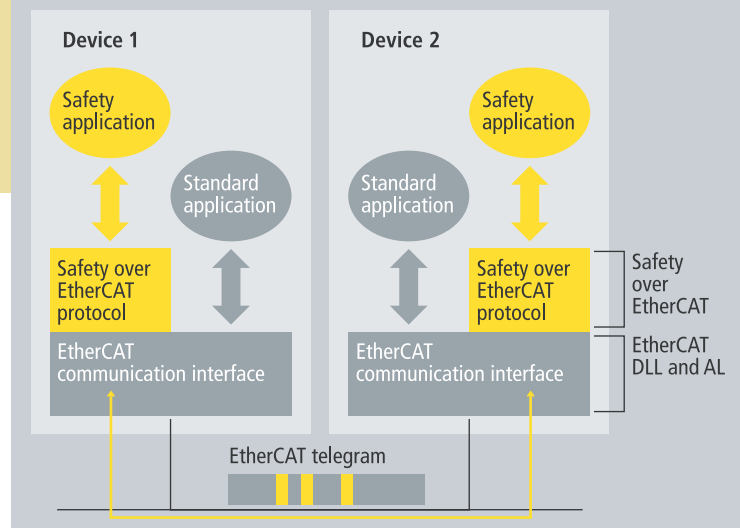 Device 1
Safety
application
Standard
application
Safety over
EtherCAT
protocol
EtherCAT
communication interface
Device 2
Safety
application
Standard
application
Safety over
EtherCAT
protocol
EtherCAT
communication interface
Safety
over
EtherCAT
EtherCAT
DLL and AL
EtherCAT telegram